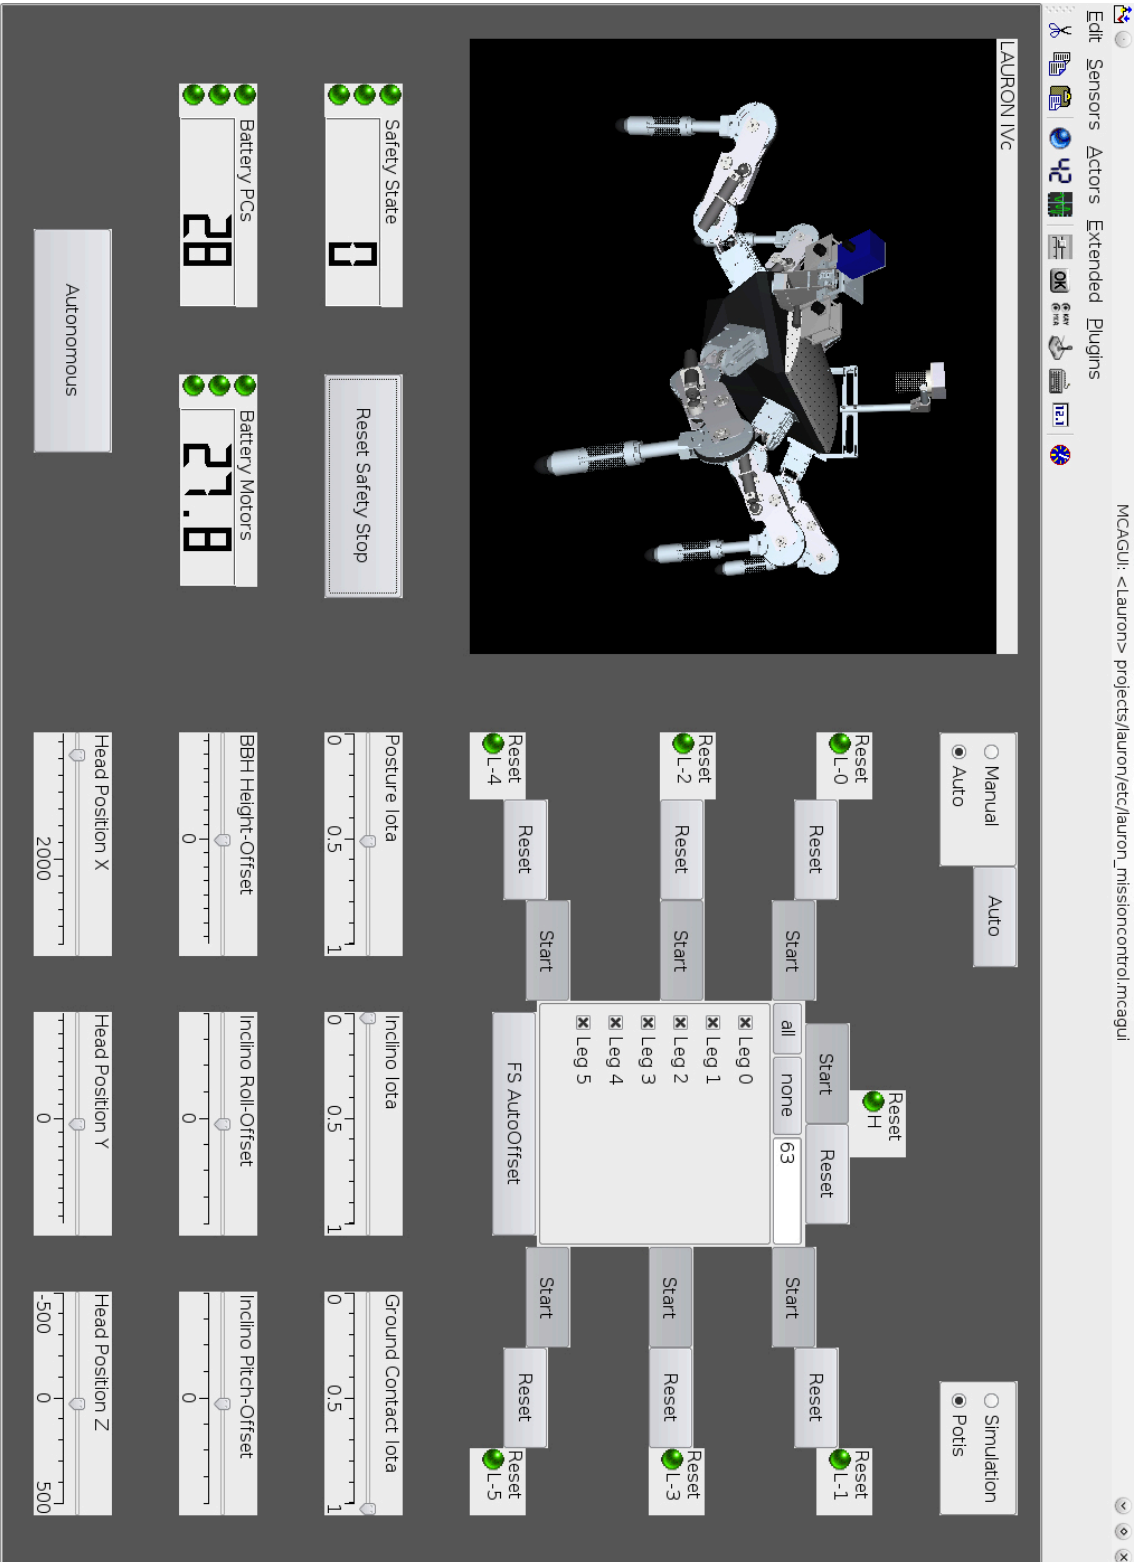 MCAGUI: <Lauron> projects/lauron/etc/lauron_missioncontrol.mcagui
Edit Sensors Actors Extended Plugins
42 OK 12.1
LAURON IVc
Manual
Auto
Auto
Simulation
Potis
Reset
H
Reset
L-0
Reset
Start
Start
Reset
Start
Reset
Reset
L-1
all none 63
Leg 0
Leg 1
Leg 2
Leg 3
Leg 4
Leg 5
Reset
L-2
Reset
Start
Start
Reset
Reset
L-3
Reset
L-4
Reset
Start
FS AutoOffset
Start
Reset
Reset
L-5
Safety State
0
Reset Safety Stop
Battery PCs
28
Battery Motors
27.8
Autonomous
Posture Iota
0 0.5 1
Inclino Iota
0 0.5 1
Ground Contact Iota
0 0.5 1
BBH Height-Offset
0
Inclino Roll-Offset
0
Inclino Pitch-Offset
0
Head Position X
2000
Head Position Y
0
Head Position Z
-500 0 500